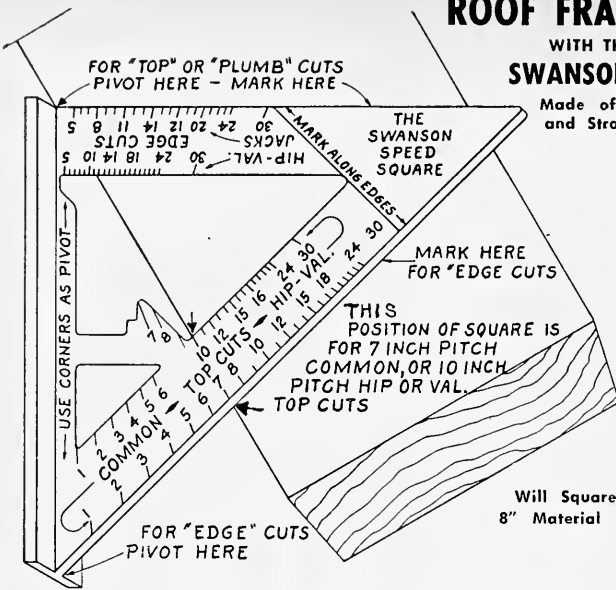 ROOF FRA
WITH TH
SWANSON
Made of
and Stra
FOR "TOP" OR "PLUMB" CUTS
PIVOT HERE - MARK HERE
5 8 11 14 12 20 24 30
JACKS EDGE CUTS
5 10 14 18 24 30 HIP-VAL.
MARK ALONG EDGES
THE
SWANSON
SPEED
SQUARE
USE CORNERS AS PIVOT
7 8 10 12 15 16 24 30
1 2 3 4 5 6
COMMON TOP CUTS HIP-VAL.
1 2 3 4 5 6 7 8 10 12 15 18 24 30
MARK HERE
FOR "EDGE CUTS
THIS
POSITION OF SQUARE IS
FOR 7 INCH PITCH
COMMON, OR 10 INCH
PITCH HIP OR VAL.
TOP CUTS
Will Square
8" Material
FOR "EDGE" CUTS
PIVOT HERE